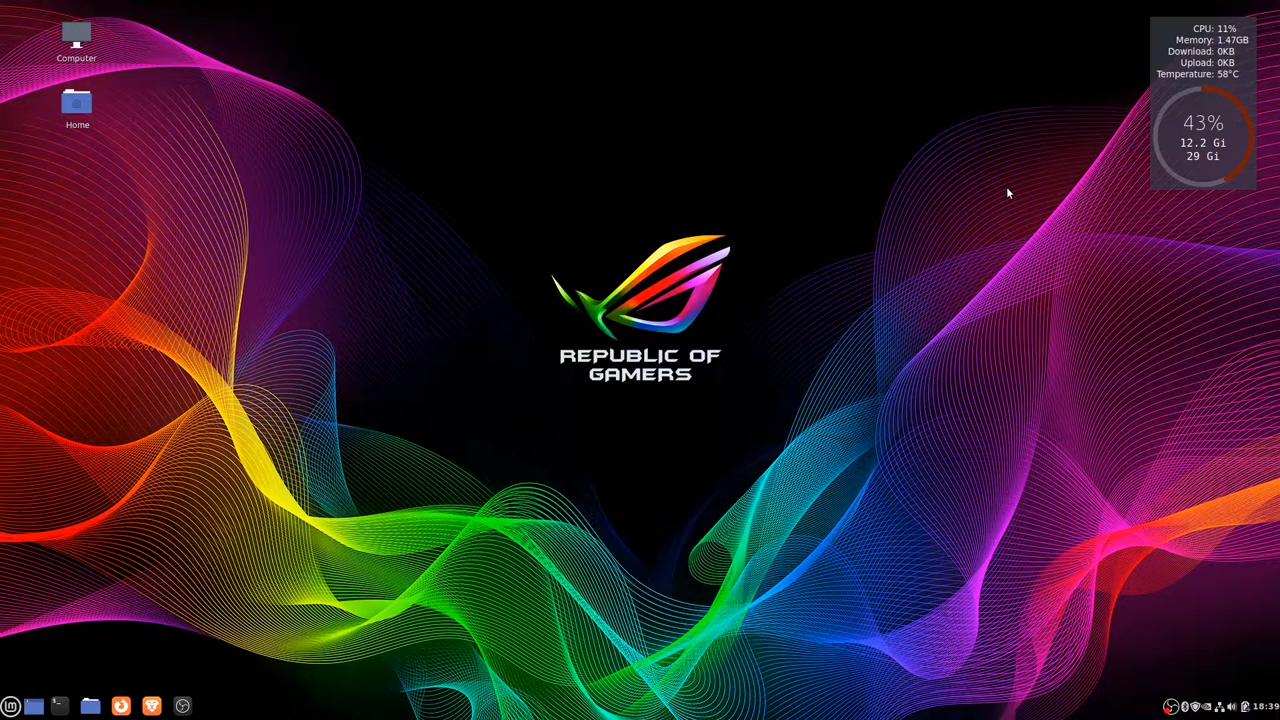 Computer
Home
CPU: 11%
Memory: 1.47GB
Download: 0KB
Upload: 0KB
Temperature: 58°C
43%
12.2 Gi
29 Gi
REPUBLIC OF
GAMERS
18:39